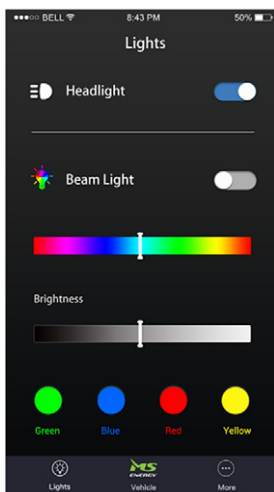 BELL 8:43 PM 50%
Lights
Headlight
Beam Light
Brightness
Green Blue Red Yellow
MS
ENERGY
Lights Vehicle More